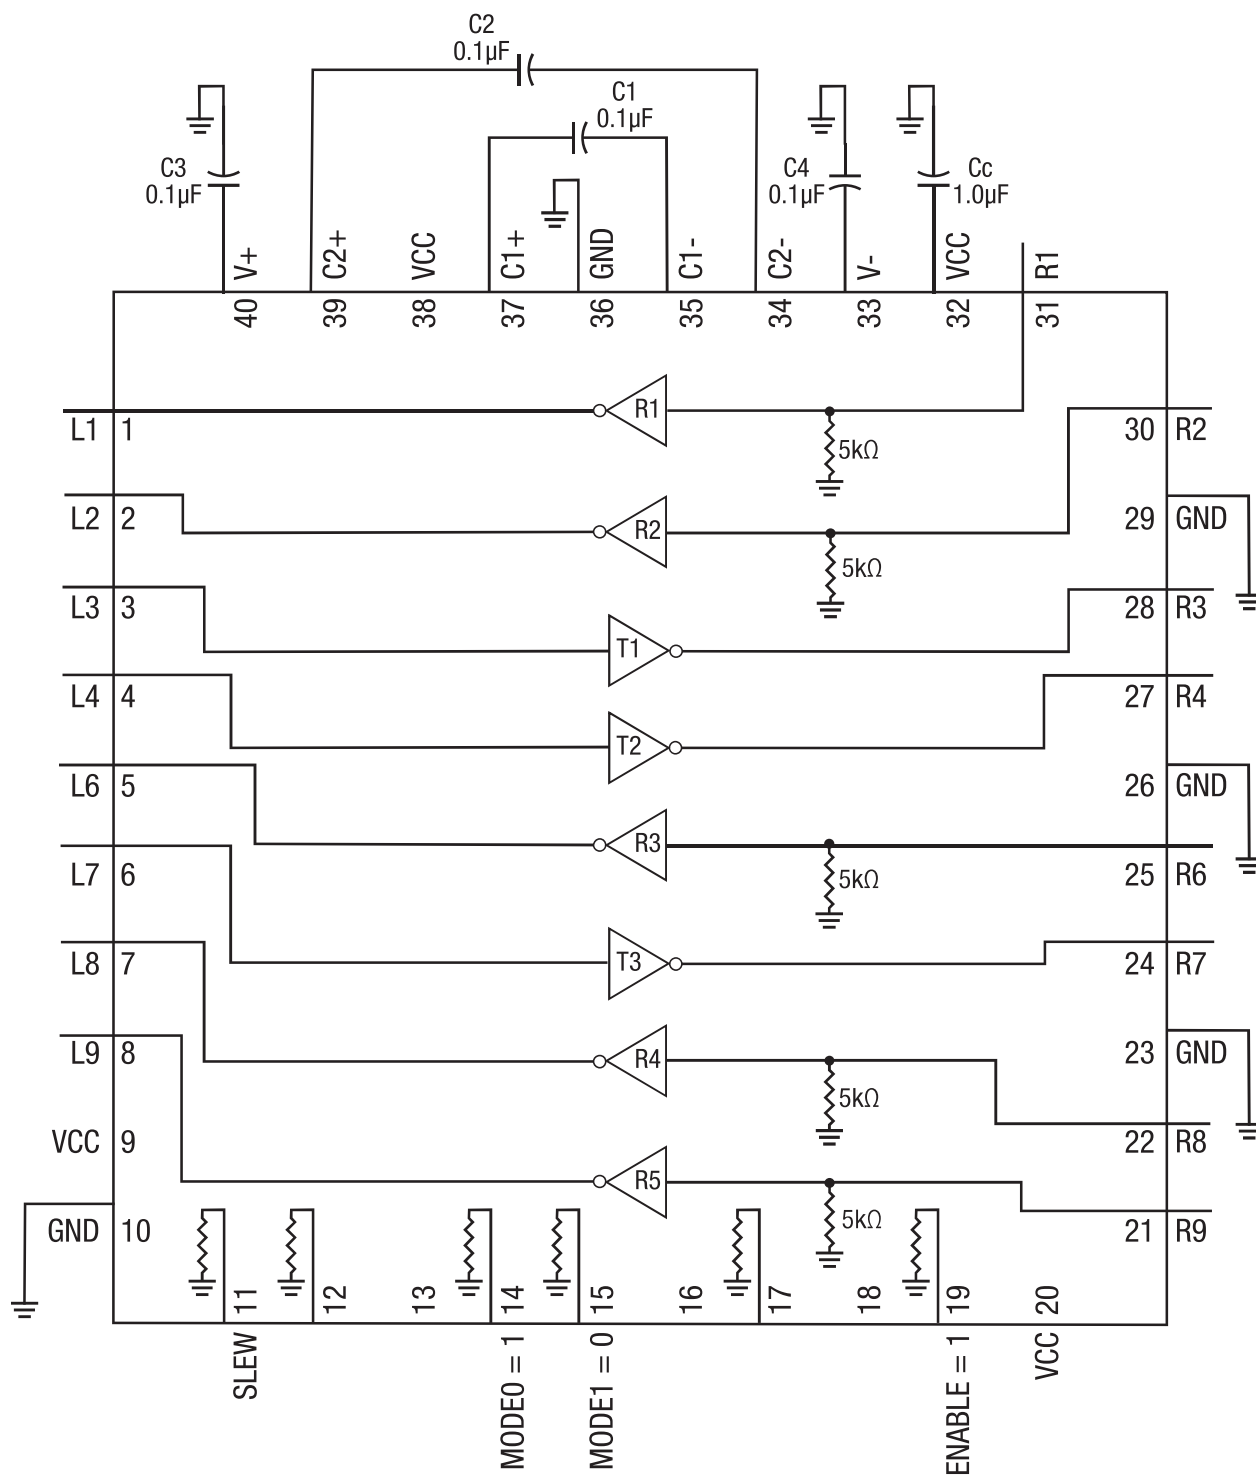 C2
0.1µF
C1
0.1µF
C3
0.1µF
C4
0.1µF
Cc
1.0µF
V+
C2+
VCC
C1+
GND
C1-
C2-
V-
VCC
R1
40
39
38
37
36
35
34
33
32
31
L1 1
R1
5kΩ
30 R2
L2 2
R2
5kΩ
29 GND
L3 3
T1
28 R3
L4 4
T2
27 R4
L6 5
R3
5kΩ
26 GND
L7 6
25 R6
L8 7
T3
24 R7
L9 8
R4
5kΩ
23 GND
VCC 9
22 R8
R5
5kΩ
GND 10
21 R9
11
12
13
14
15
16
17
18
19
20
SLEW
MODE0 = 1
MODE1 = 0
ENABLE = 1
VCC